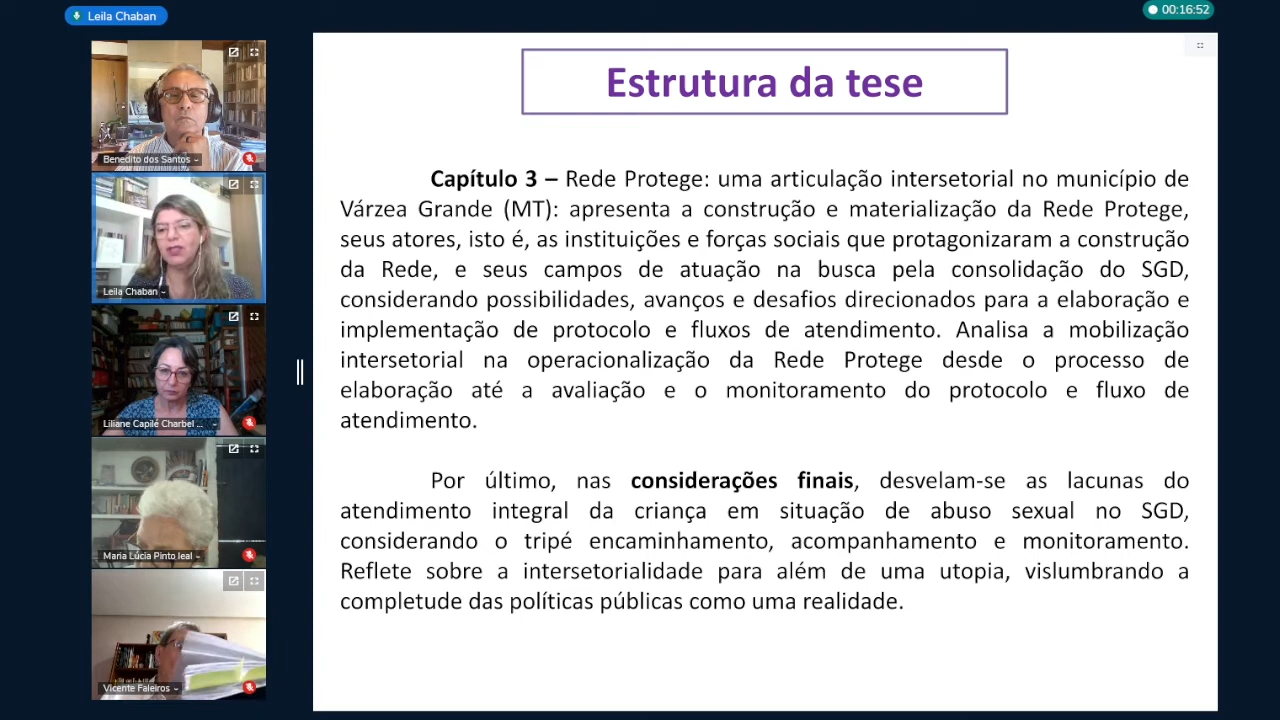 Leila Chaban
00:16:52
Benedito dos Santos
Leila Chaban
Liliane Capilé Charbel ...
Maria Lúcia Pinto leal
Vicente Faleiros
Estrutura da tese
Capítulo 3 – Rede Protege: uma articulação intersetorial no município de
Várzea Grande (MT): apresenta a construção e materialização da Rede Protege,
seus atores, isto é, as instituições e forças sociais que protagonizaram a construção
da Rede, e seus campos de atuação na busca pela consolidação do SGD,
considerando possibilidades, avanços e desafios direcionados para a elaboração e
implementação de protocolo e fluxos de atendimento. Analisa a mobilização
intersetorial na operacionalização da Rede Protege desde o processo de
elaboração até a avaliação e o monitoramento do protocolo e fluxo de
atendimento.
Por último, nas considerações finais, desvelam-se as lacunas do
atendimento integral da criança em situação de abuso sexual no SGD,
considerando o tripé encaminhamento, acompanhamento e monitoramento.
Reflete sobre a intersetorialidade para além de uma utopia, vislumbrando a
completude das políticas públicas como uma realidade.